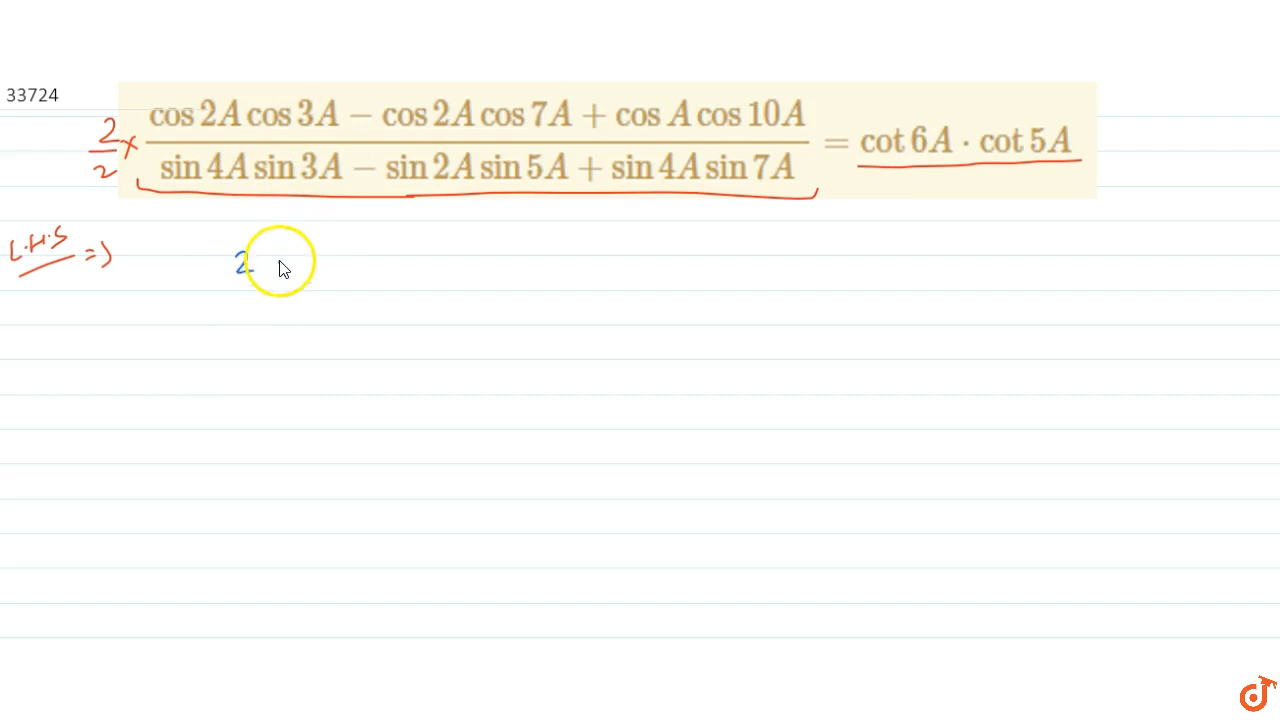 33724
2/2 × (cos 2A cos 3A − cos 2A cos 7A + cos A cos 10A) / (sin 4A sin 3A − sin 2A sin 5A + sin 4A sin 7A) = cot 6A · cot 5A
L.H.S ⇒ 2